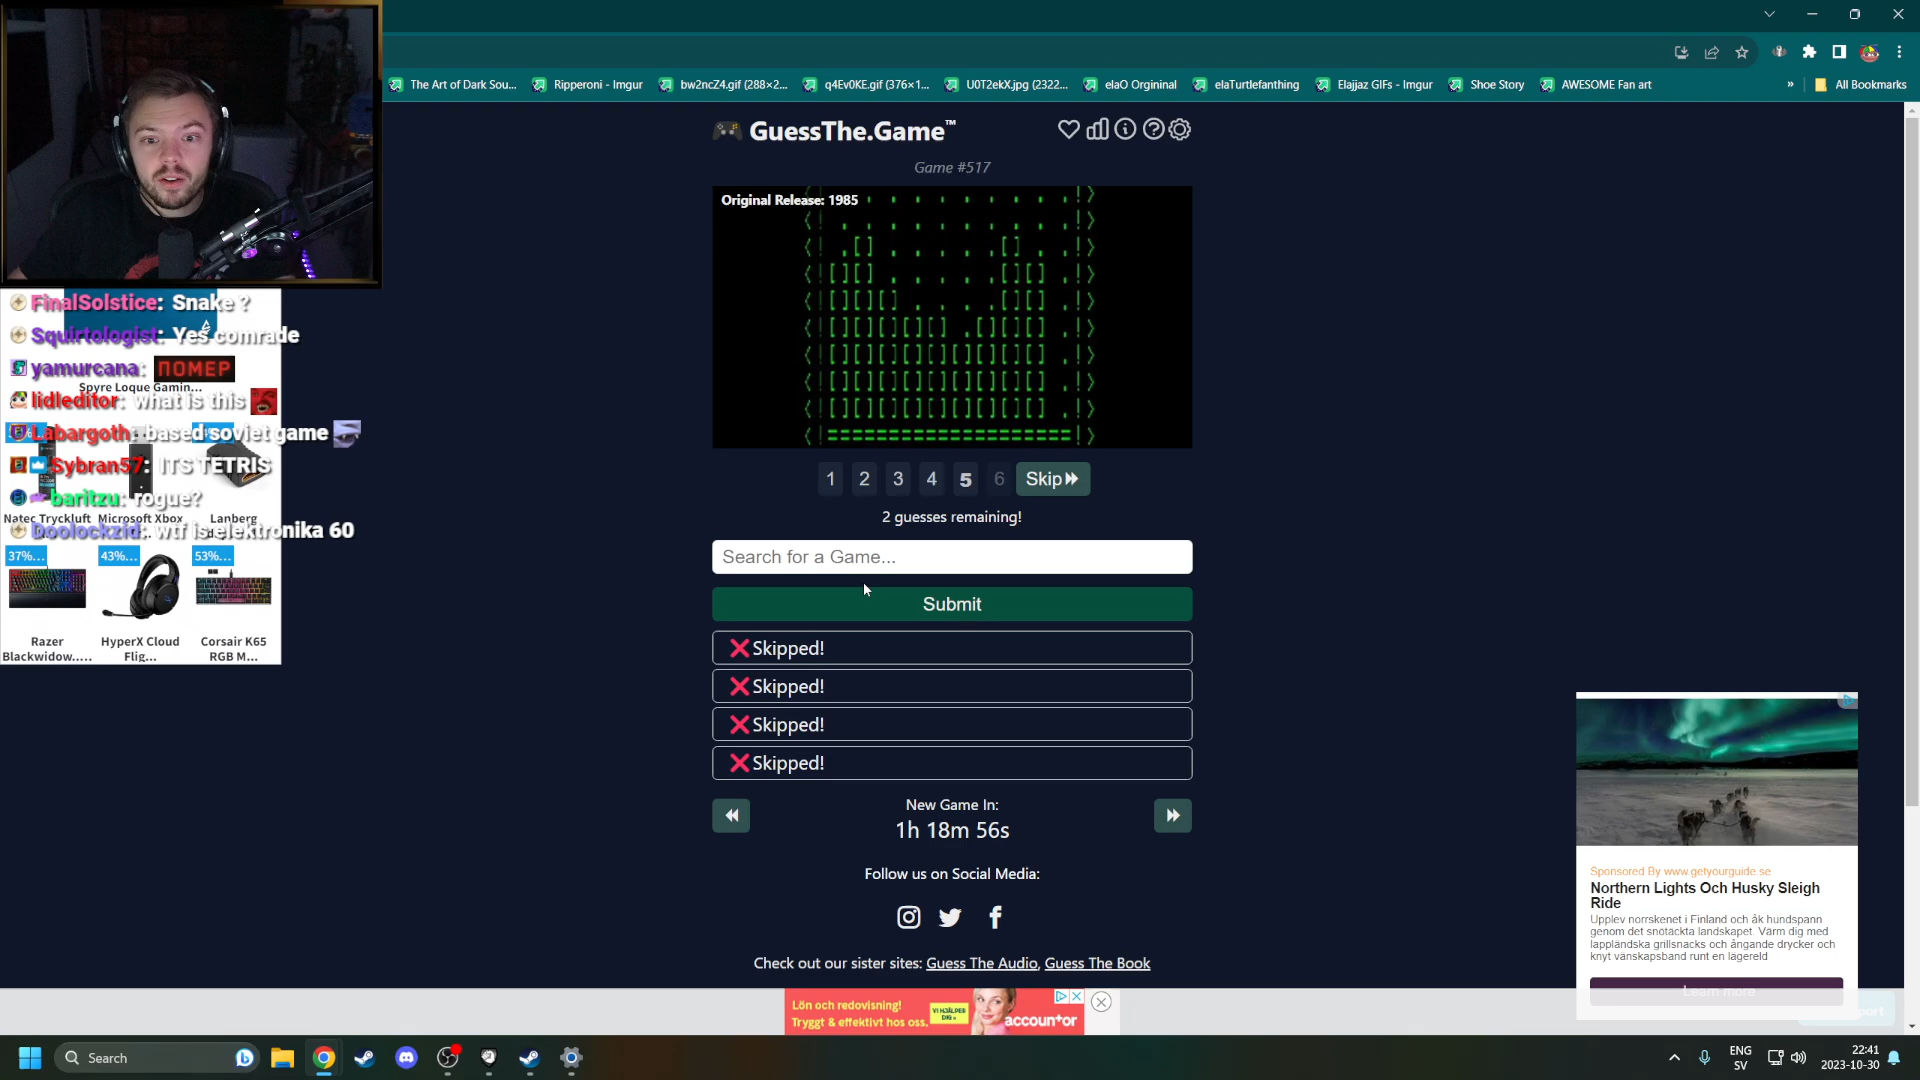 The Art of Dark Sou...
Ripperoni - Imgur
bw2ncZ4.gif (288×2...
q4Ev0KE.gif (376×1...
U0T2ekX.jpg (2322...
elaO Orgininal
elaTurtlefanthing
Elajjaz GIFs - Imgur
Shoe Story
AWESOME Fan art
»
All Bookmarks
GuessThe.Game™
Game #517
Original Release: 1985
1 2 3 4 5 6 Skip
2 guesses remaining!
Search for a Game...
Submit
❌Skipped!
❌Skipped!
❌Skipped!
❌Skipped!
New Game In:
1h 18m 56s
Follow us on Social Media:
Check out our sister sites: Guess The Audio, Guess The Book
FinalSolstice: Snake ?
Squirtologist: Yes comrade
yamurcana: ПОМЕР
Spyre Loque Gamin...
lidleditor: what is this
Labargoth: based soviet game
Sybran57: ITS TETRIS
baritzu: rogue?
Natec Tryckluft
Microsoft Xbox
Lanberg
Doolockzid: wtf is elektronika 60
37%...
43%...
53%...
Razer
Blackwidow.....
HyperX Cloud
Flig...
Corsair K65
RGB M...
Sponsored By www.getyourguide.se
Northern Lights Och Husky Sleigh
Ride
Upplev norrskenet i Finland och åk hundspann
genom det snötäckta landskapet. Värm dig med
lappländska grillsnacks och ångande drycker och
knyt vänskapsband runt en lägereld
Learn more
Lön och redovisning!
Tryggt & effektivt hos oss.
VI HJÄLPER
DIG »
accountor
Search
ENG
SV
22:41
2023-10-30